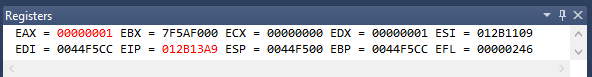 Registers
EAX = 00000001 EBX = 7F5AF000 ECX = 00000000 EDX = 00000001 ESI = 012B1109
EDI = 0044F5CC EIP = 012B13A9 ESP = 0044F500 EBP = 0044F5CC EFL = 00000246